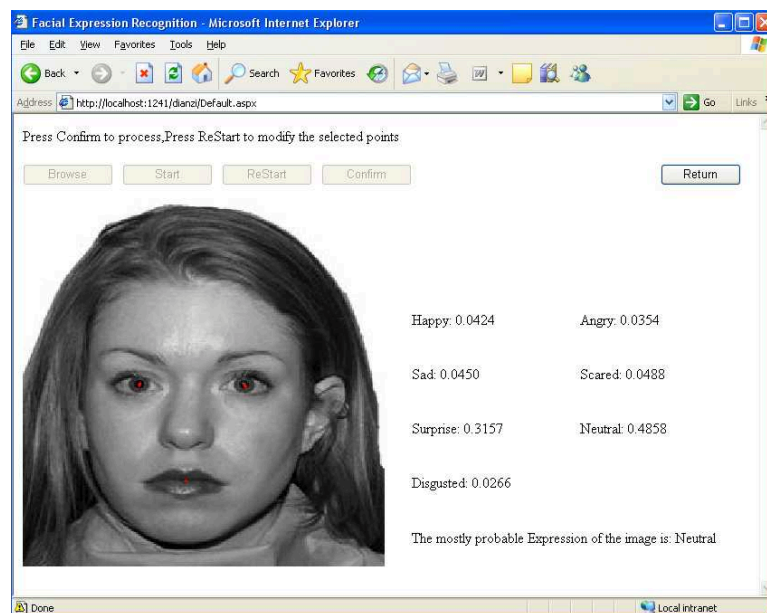 Facial Expression Recognition - Microsoft Internet Explorer
File Edit View Favorites Tools Help
Back Search Favorites
Address http://localhost:1241/dianzi/Default.aspx Go Links
Press Confirm to process,Press ReStart to modify the selected points
Browse Start ReStart Confirm Return
Happy: 0.0424 Angry: 0.0354
Sad: 0.0450 Scared: 0.0488
Surprise: 0.3157 Neutral: 0.4858
Disgusted: 0.0266
The mostly probable Expression of the image is: Neutral
Done Local intranet